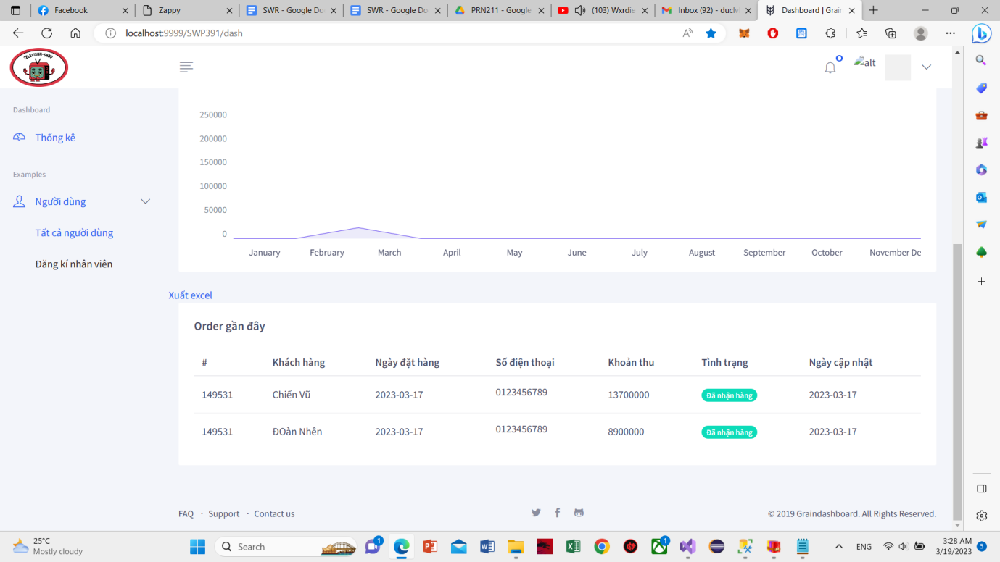 Facebook
Zappy
SWR - Google Do
SWR - Google Do
PRN211 - Google
(103) Wxrdie
Inbox (92) - duclv
Dashboard | Grain
localhost:9999/SWP391/dash
TELEVISON-SHOP
alt
Dashboard
Thống kê
Examples
Người dùng
Tất cả người dùng
Đăng kí nhân viên
250000
200000
150000
100000
50000
0
January February March April May June July August September October November De
Xuất excel
Order gần đây
# Khách hàng Ngày đặt hàng Số điện thoại Khoản thu Tình trạng Ngày cập nhật
149531 Chiến Vũ 2023-03-17 0123456789 13700000 Đã nhận hàng 2023-03-17
149531 ĐOàn Nhên 2023-03-17 0123456789 8900000 Đã nhận hàng 2023-03-17
FAQ · Support · Contact us
© 2019 Graindashboard. All Rights Reserved.
25°C
Mostly cloudy
Search
1
1
ENG
3:28 AM
3/19/2023
5